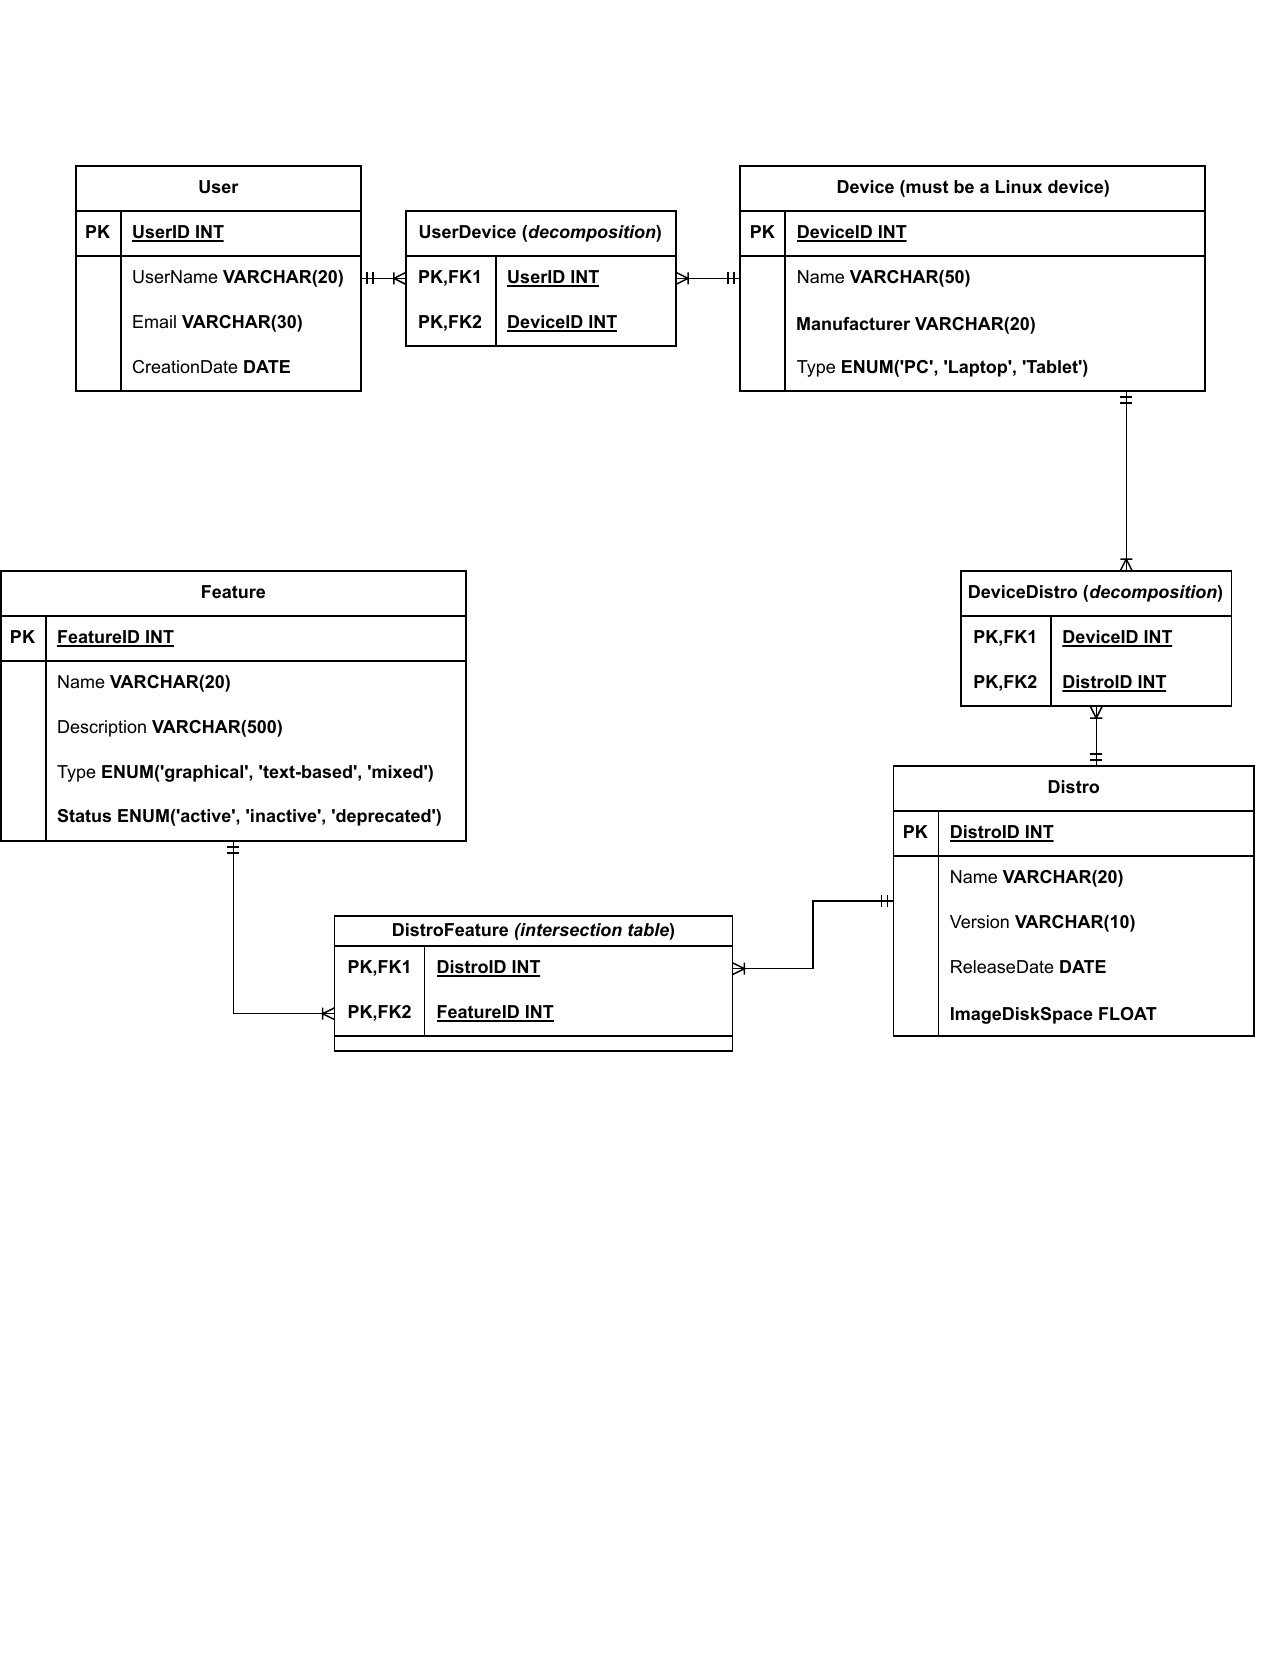 User
PK UserID INT
UserName VARCHAR(20)
Email VARCHAR(30)
CreationDate DATE
UserDevice (decomposition)
PK,FK1 UserID INT
PK,FK2 DeviceID INT
Device (must be a Linux device)
PK DeviceID INT
Name VARCHAR(50)
Manufacturer VARCHAR(20)
Type ENUM('PC', 'Laptop', 'Tablet')
Feature
PK FeatureID INT
Name VARCHAR(20)
Description VARCHAR(500)
Type ENUM('graphical', 'text-based', 'mixed')
Status ENUM('active', 'inactive', 'deprecated')
DeviceDistro (decomposition)
PK,FK1 DeviceID INT
PK,FK2 DistroID INT
Distro
PK DistroID INT
Name VARCHAR(20)
Version VARCHAR(10)
ReleaseDate DATE
ImageDiskSpace FLOAT
DistroFeature (intersection table)
PK,FK1 DistroID INT
PK,FK2 FeatureID INT